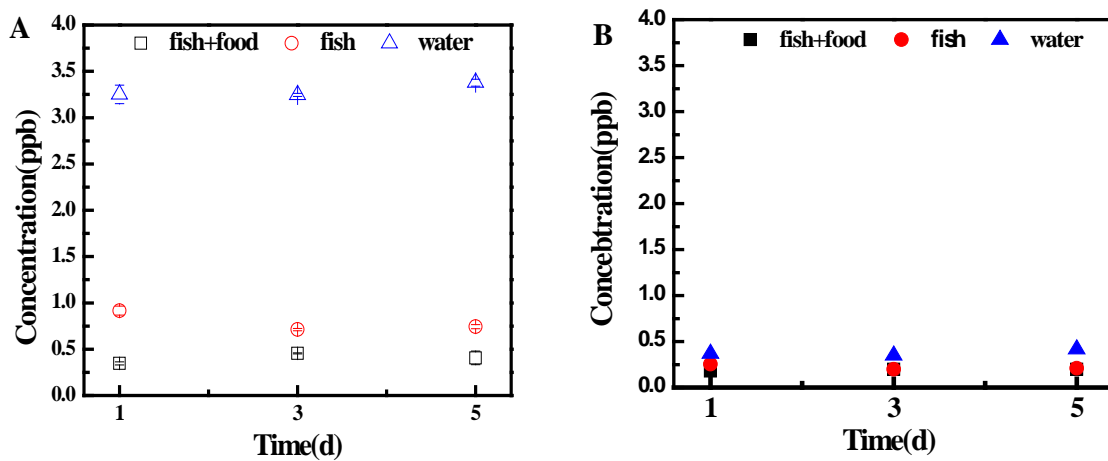 A
fish+food fish water
4.0
3.5
3.0
2.5
2.0
1.5
1.0
0.5
0.0
Concentration(ppb)
1 3 5
Time(d)
B
fish+food fish water
4.0
3.5
3.0
2.5
2.0
1.5
1.0
0.5
0.0
Concebtration(ppb)
1 3 5
Time(d)